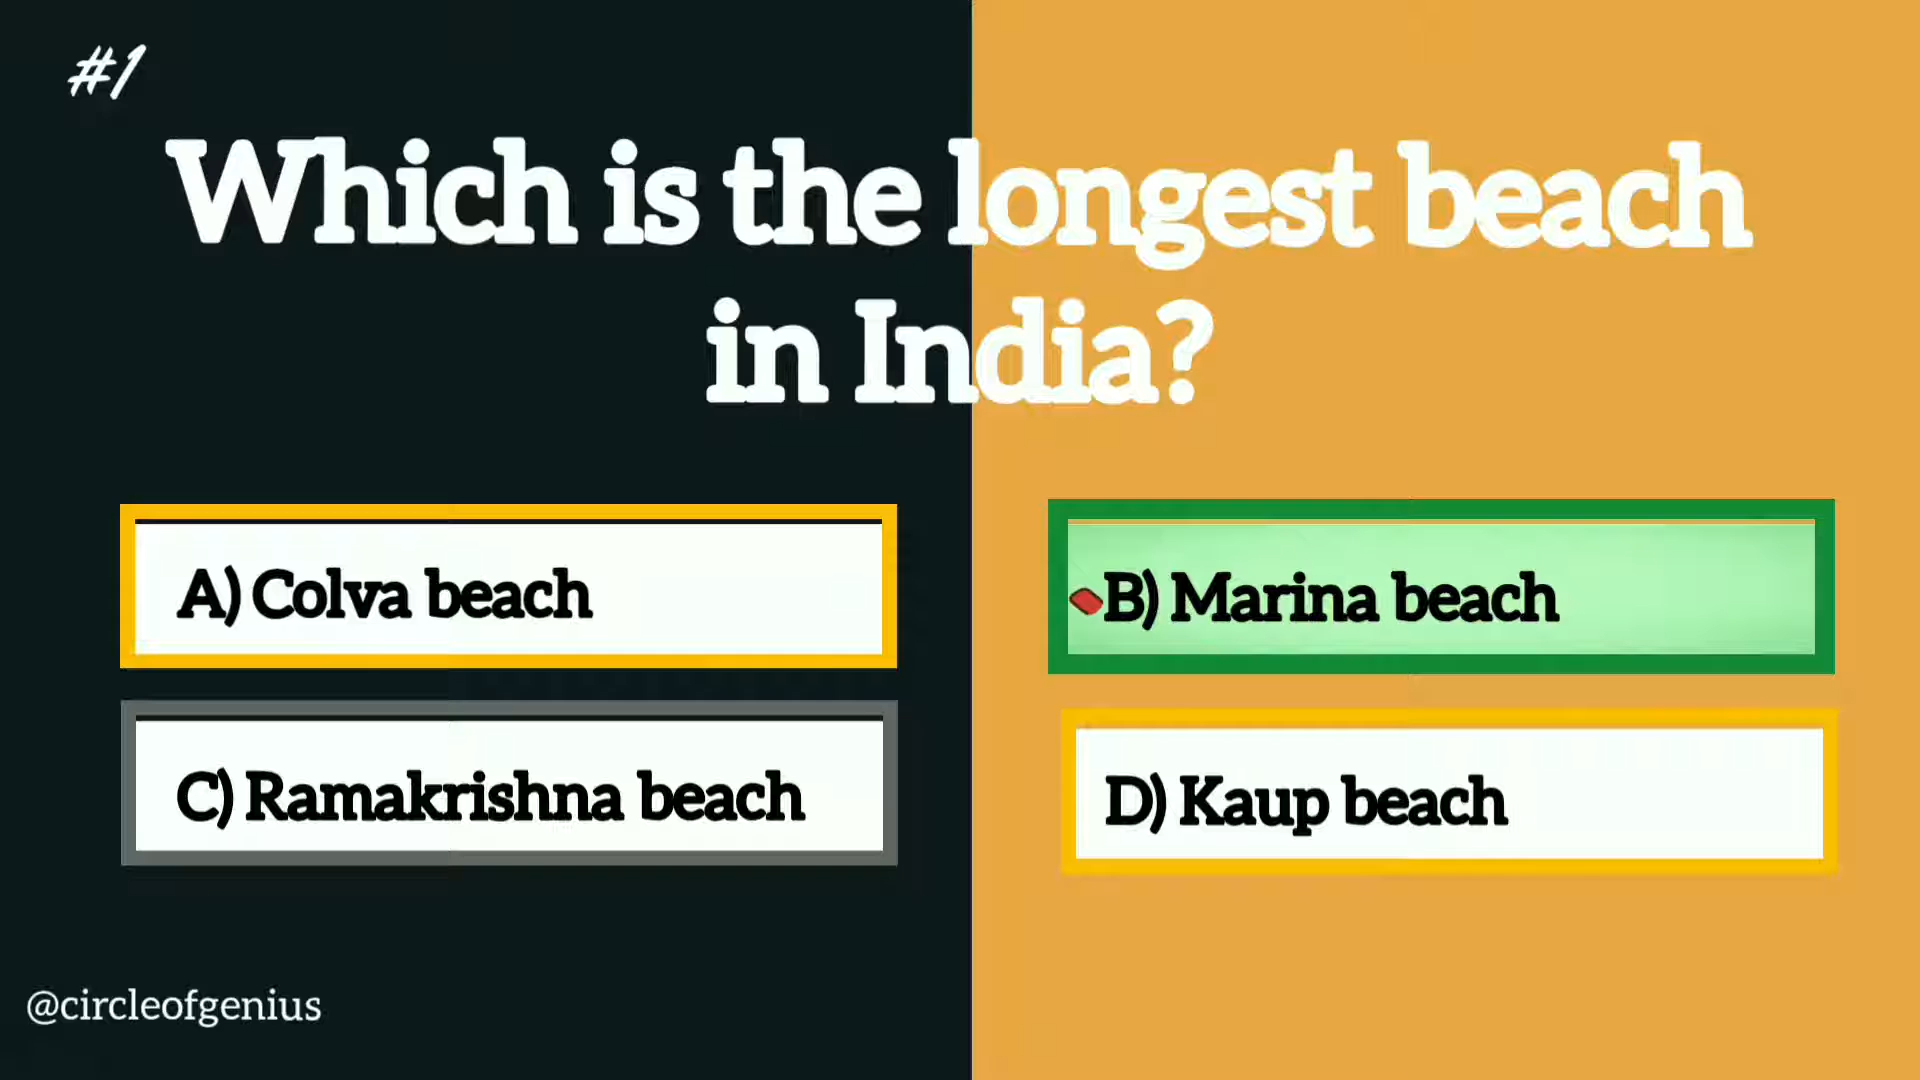 #1
Which is the longest beach
in India?
A) Colva beach
B) Marina beach
C) Ramakrishna beach
D) Kaup beach
@circleofgenius